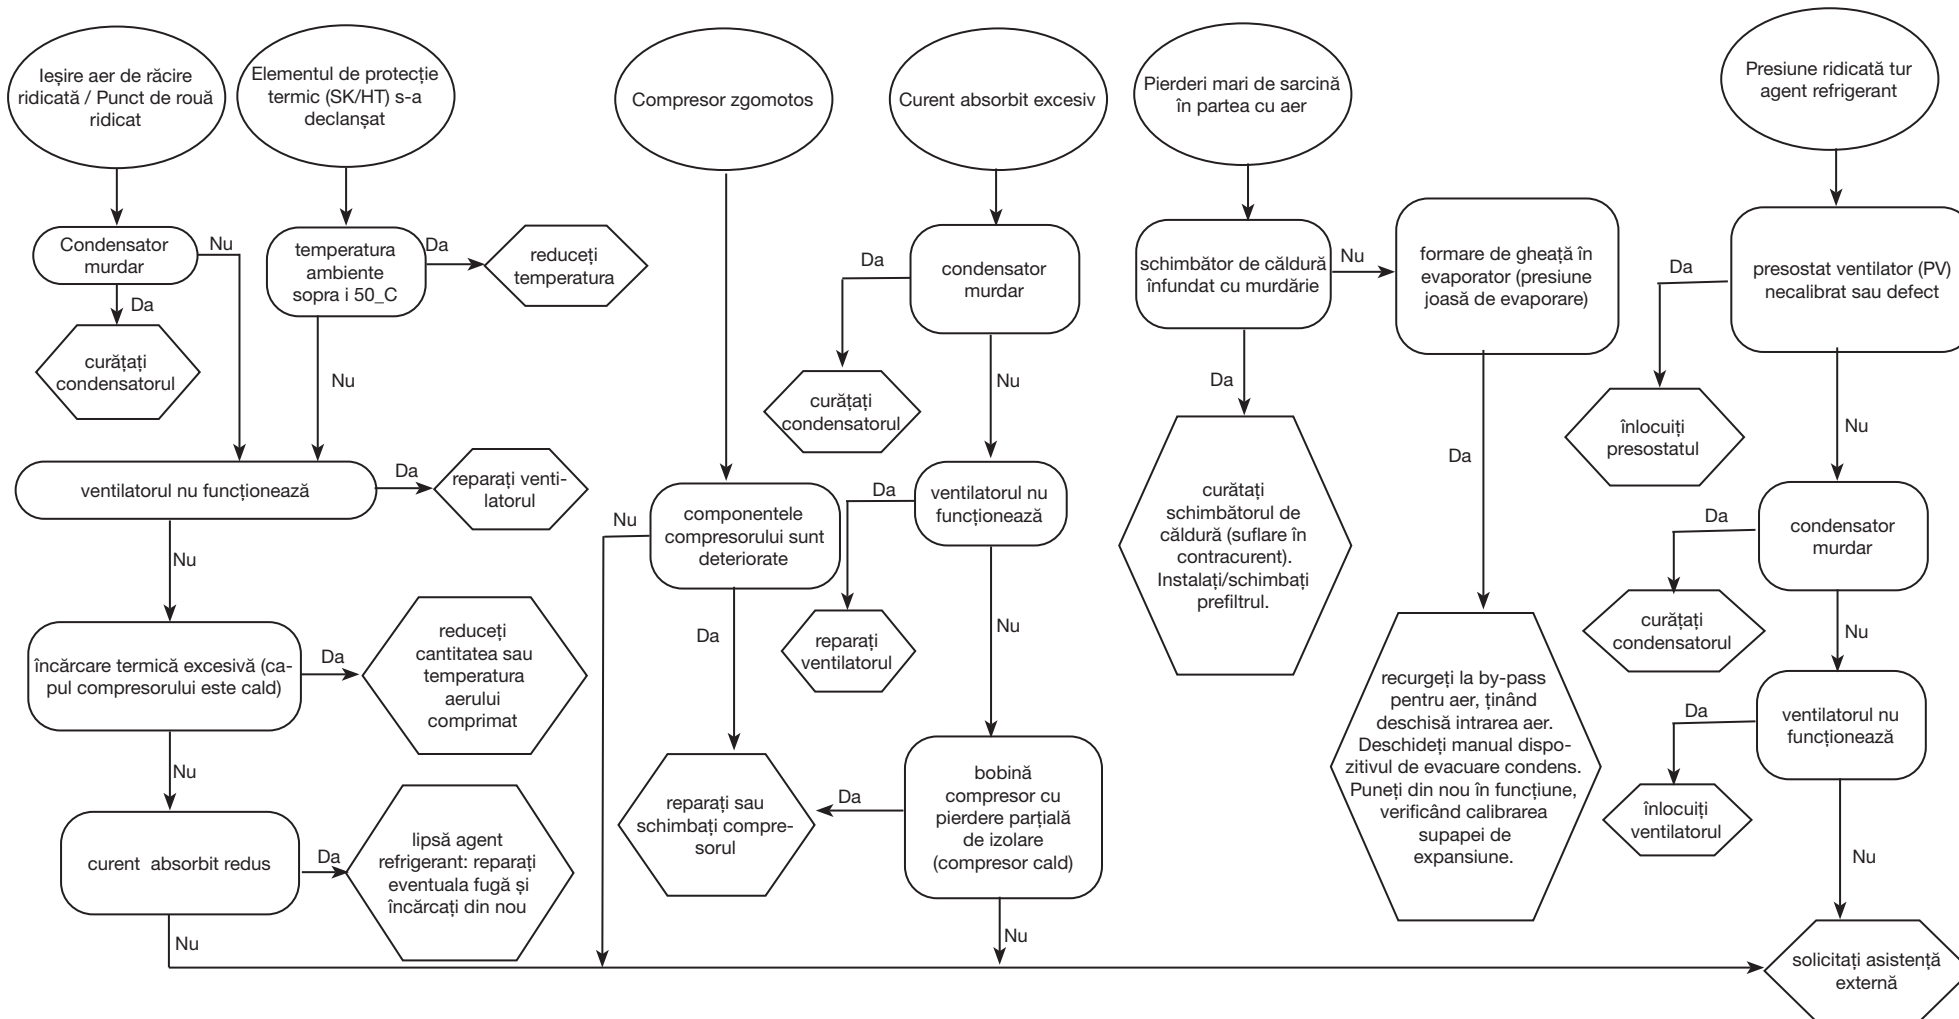 Ieșire aer de răcire
ridicată / Punct de rouă
ridicat
Condensator
murdar
Nu
Da
curățați
condensatorul
Elementul de protecție
termic (SK/HT) s-a
declanșat
temperatura
ambiente
sopra i 50_C
Da
reduceți
temperatura
Nu
ventilatorul nu funcționează
Da
reparați venti-
latorul
Nu
încărcare termică excesivă (ca-
pul compresorului este cald)
Da
reduceți
cantitatea sau
temperatura
aerului
comprimat
Nu
curent  absorbit redus
Da
lipsă agent
refrigerant: reparați
eventuala fugă și
încărcați din nou
Nu
Compresor zgomotos
componentele
compresorului sunt
deteriorate
Nu
Da
reparați sau
schimbați compre-
sorul
Curent absorbit excesiv
condensator
murdar
Da
curățați
condensatorul
Nu
ventilatorul nu
funcționează
Da
reparați
ventilatorul
Nu
bobină
compresor cu
pierdere parțială
de izolare
(compresor cald)
Da
Nu
Pierderi mari de sarcină
în partea cu aer
schimbător de căldură
înfundat cu murdărie
Nu
Da
curătați
schimbătorul de
căldură (suflare în
contracurent).
Instalați/schimbați
prefiltrul.
formare de gheață în
evaporator (presiune
joasă de evaporare)
Da
recurgeți la by-pass
pentru aer, ținând
deschisă intrarea aer.
Deschideți manual dispo-
zitivul de evacuare condens.
Puneți din nou în funcțiune,
verificând calibrarea
supapei de
expansiune.
Presiune ridicată tur
agent refrigerant
presostat ventilator (PV)
necalibrat sau defect
Da
înlocuiți
presostatul
Nu
condensator
murdar
Da
curățați
condensatorul
Nu
ventilatorul nu
funcționează
Da
înlocuiți
ventilatorul
Nu
solicitați asistență
externă